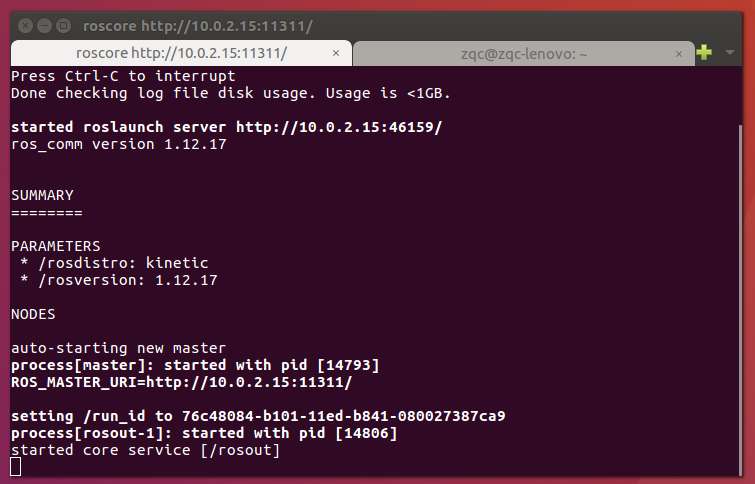 roscore http://10.0.2.15:11311/
roscore http://10.0.2.15:11311/ × zqc@zqc-lenovo: ~ ×
Press Ctrl-C to interrupt
Done checking log file disk usage. Usage is <1GB.
started roslaunch server http://10.0.2.15:46159/
ros_comm version 1.12.17
SUMMARY
========
PARAMETERS
* /rosdistro: kinetic
* /rosversion: 1.12.17
NODES
auto-starting new master
process[master]: started with pid [14793]
ROS_MASTER_URI=http://10.0.2.15:11311/
setting /run_id to 76c48084-b101-11ed-b841-080027387ca9
process[rosout-1]: started with pid [14806]
started core service [/rosout]